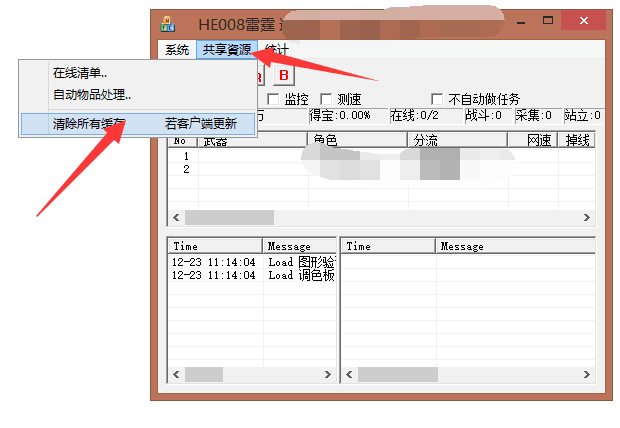 HE008雷霆
系统 共享資源 统计
在线清单..
自动物品处理..
清除所有缓存 若客户端更新
R B
监控 测速 不自动做任务
万 得宝:0.00% 在线:0/2 战斗:0 采集:0 站立:0
No 武器 角色 分流 网速 掉线
1
2
Time Message Time Message
12-23 11:14:04 Load 图形验
12-23 11:14:04 Load 调色板